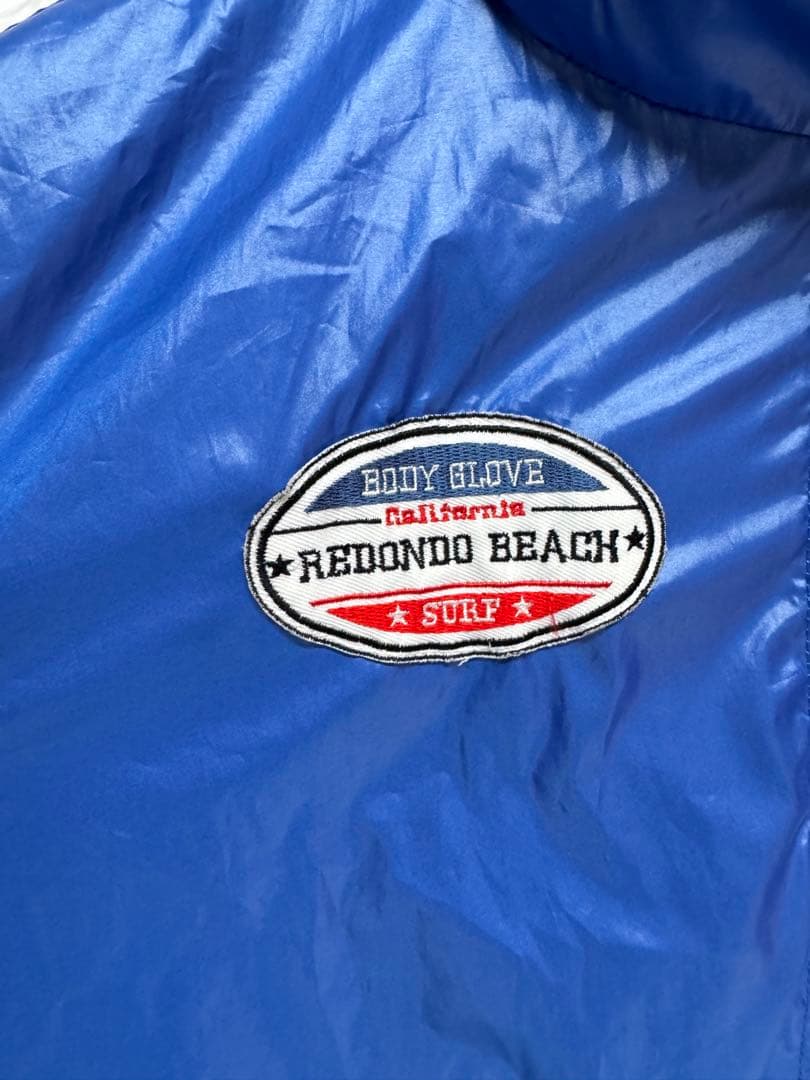 BODY GLOVE
California
REDONDO BEACH
SURF